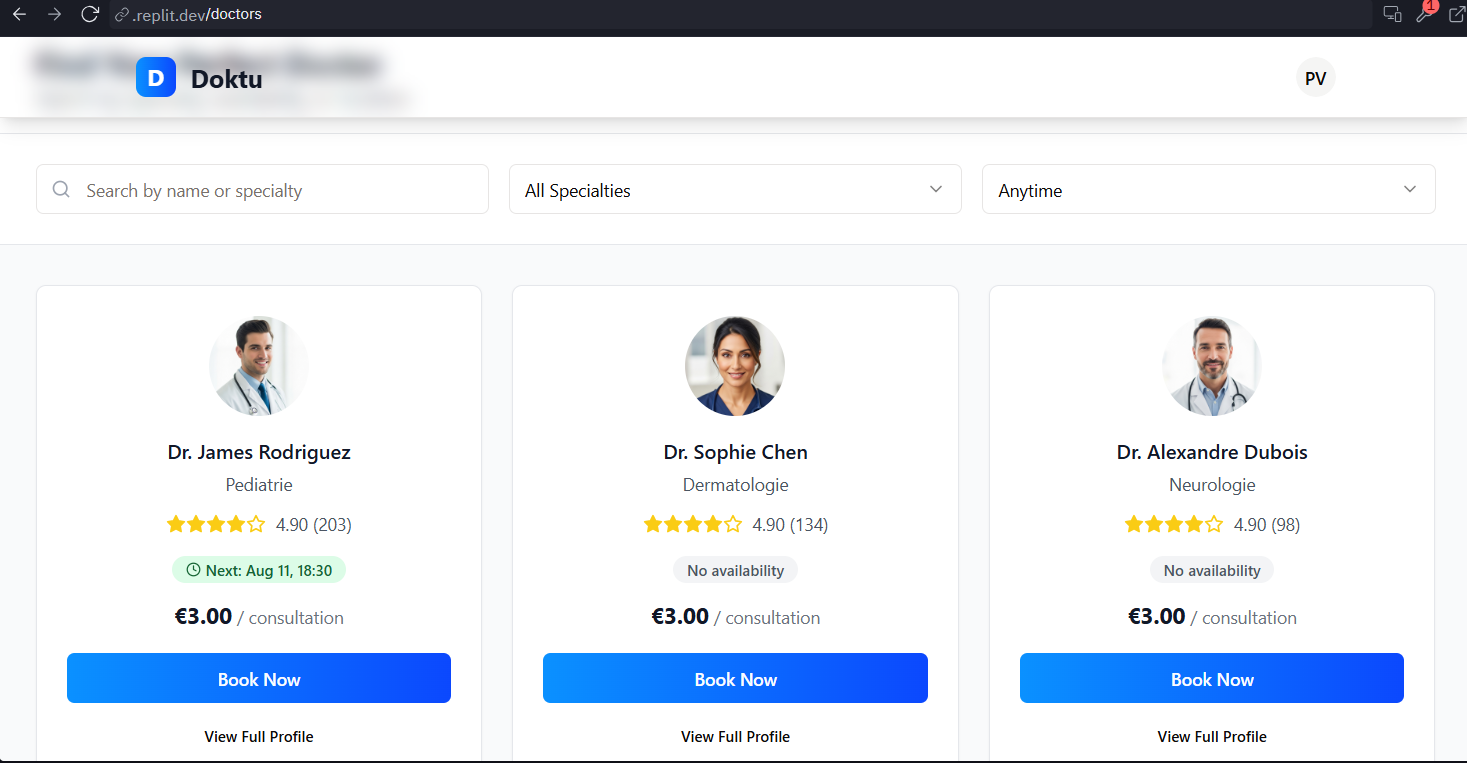 .replit.dev/doctors
1
D Doktu
PV
Search by name or specialty
All Specialties
Anytime
Dr. James Rodriguez
Pediatrie
4.90 (203)
Next: Aug 11, 18:30
€3.00 / consultation
Book Now
View Full Profile
Dr. Sophie Chen
Dermatologie
4.90 (134)
No availability
€3.00 / consultation
Book Now
View Full Profile
Dr. Alexandre Dubois
Neurologie
4.90 (98)
No availability
€3.00 / consultation
Book Now
View Full Profile